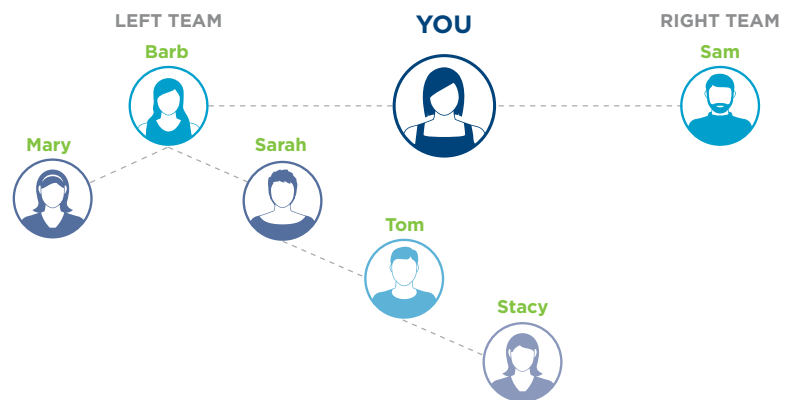 LEFT TEAM
YOU
RIGHT TEAM
Barb
Sam
Mary
Sarah
Tom
Stacy